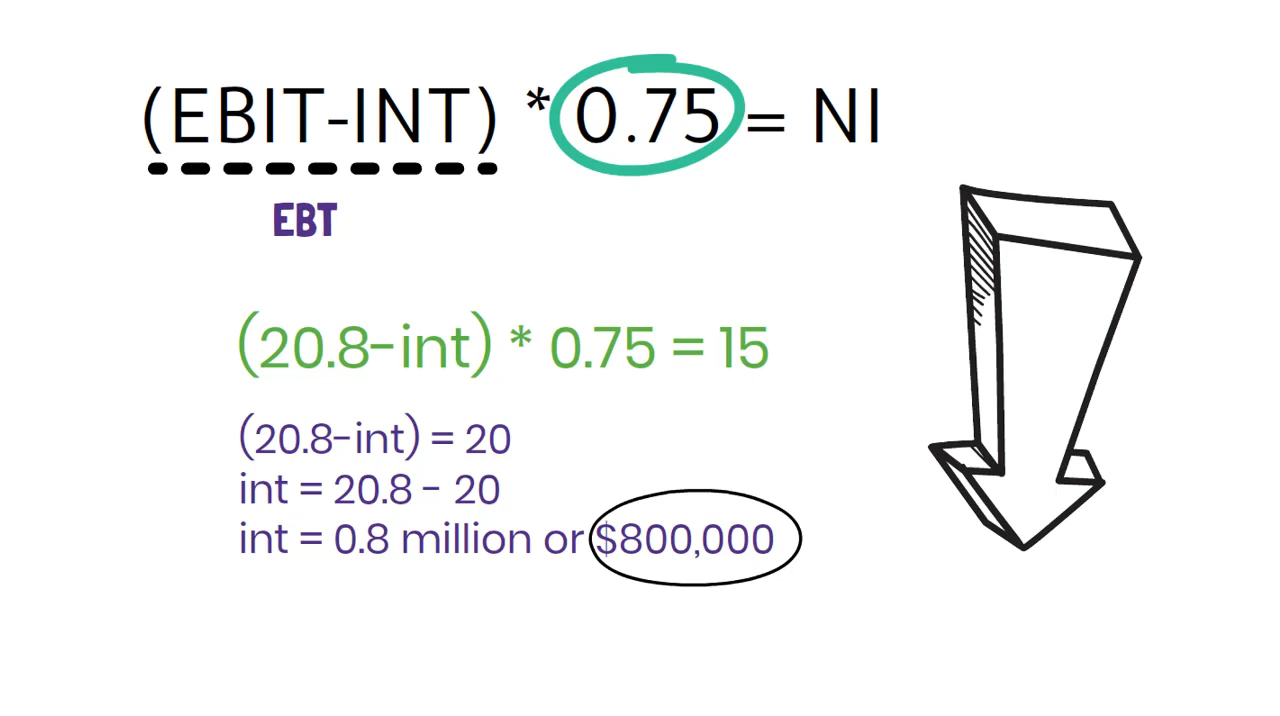 (EBIT-INT) * 0.75 = NI
EBT
(20.8-int) * 0.75 = 15
(20.8-int) = 20
int = 20.8 - 20
int = 0.8 million or $800,000